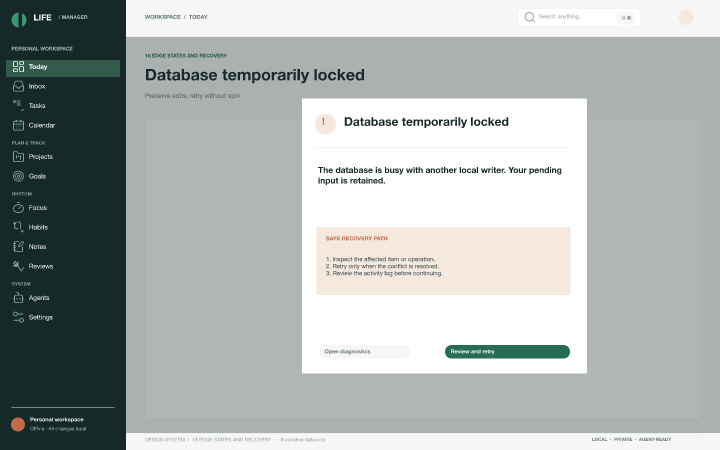 LIFE / MANAGER
PERSONAL WORKSPACE
Today
Inbox
Tasks
Calendar
PLAN & TRACK
Projects
Goals
RHYTHM
Focus
Habits
Notes
Reviews
SYSTEM
Agents
Settings
Personal workspace
Offline · All changes local
WORKSPACE / TODAY
Search anything...
⌘ K
16 EDGE STATES AND RECOVERY
Database temporarily locked
Preserve edits, retry without spin
!
Database temporarily locked
The database is busy with another local writer. Your pending
input is retained.
SAFE RECOVERY PATH
1. Inspect the affected item or operation.
2. Retry only when the conflict is resolved.
3. Review the activity log before continuing.
Open diagnostics
Review and retry
DESIGN SYSTEM / 16 EDGE STATES AND RECOVERY · Illustrative data only
LOCAL · PRIVATE · AGENT-READY